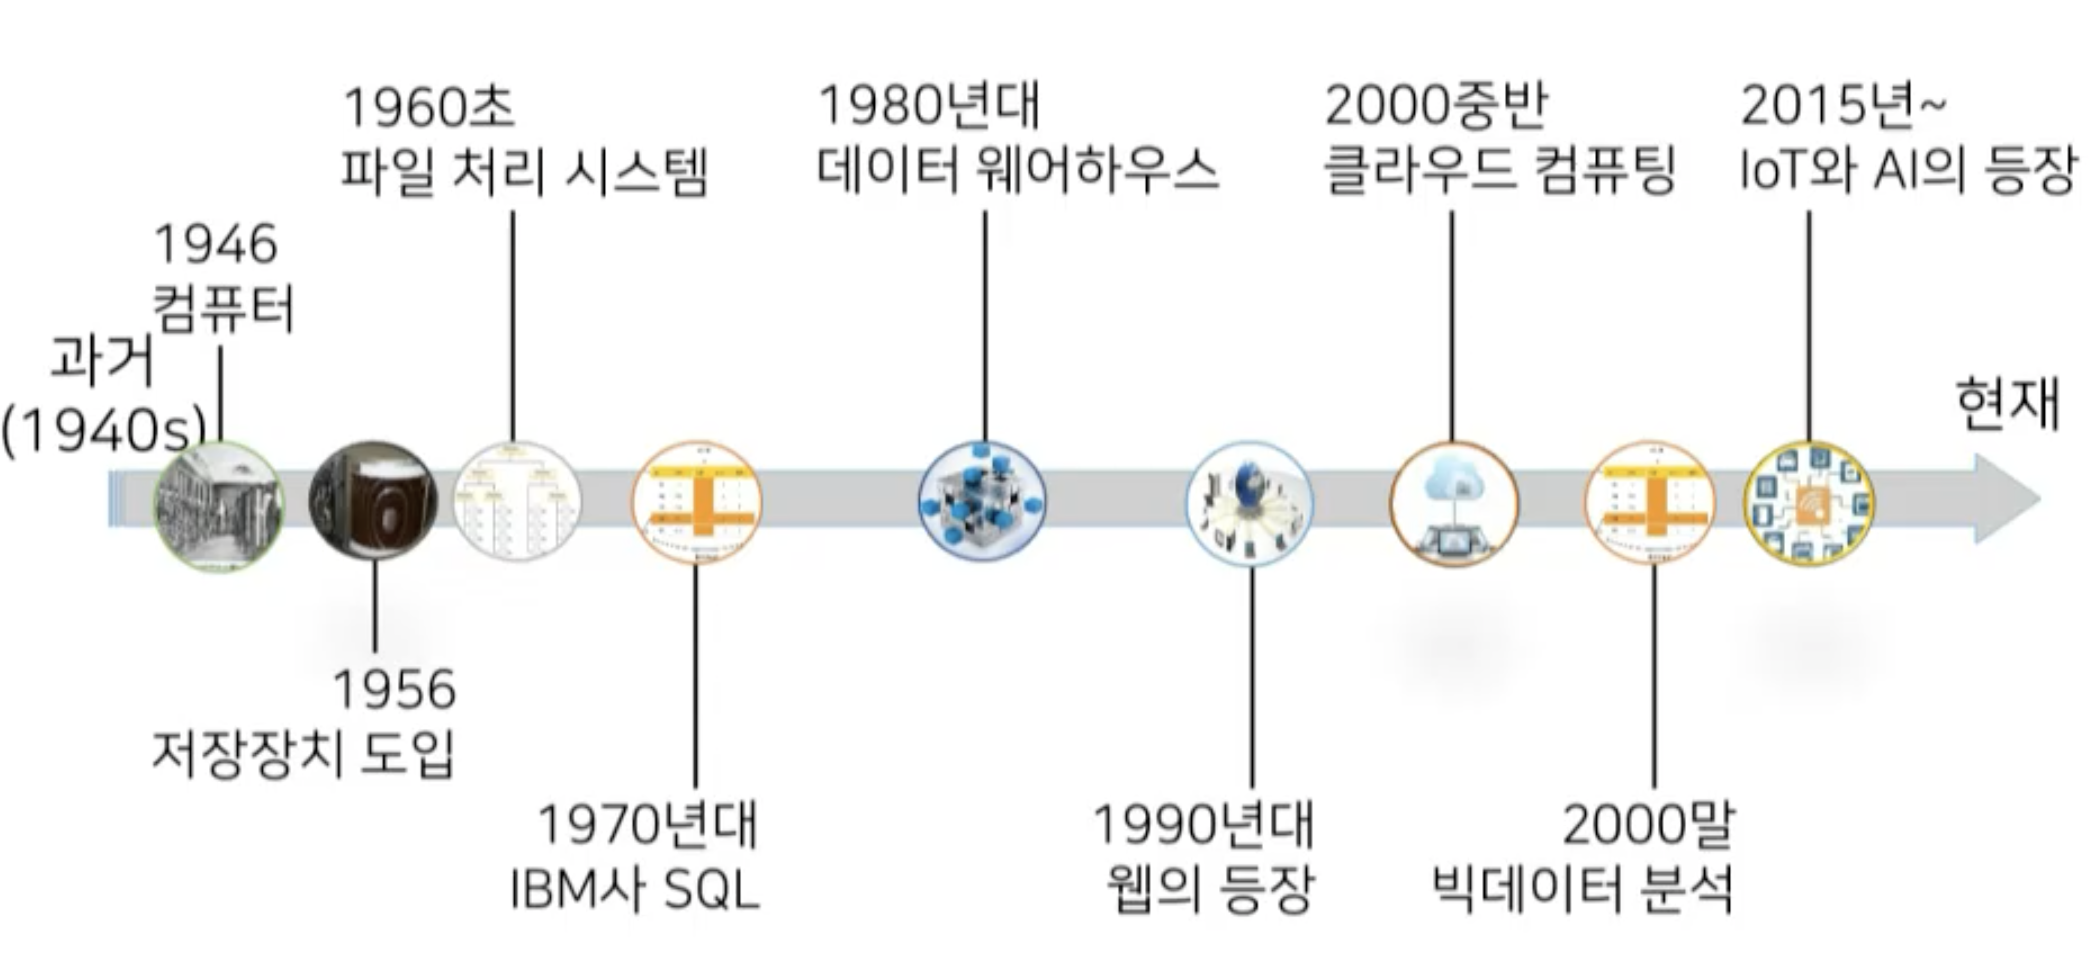 과거
(1940s)
1946
컴퓨터
1956
저장장치 도입
1960초
파일 처리 시스템
1970년대
IBM사 SQL
1980년대
데이터 웨어하우스
1990년대
웹의 등장
2000중반
클라우드 컴퓨팅
2000말
빅데이터 분석
2015년~
IoT와 AI의 등장
현재